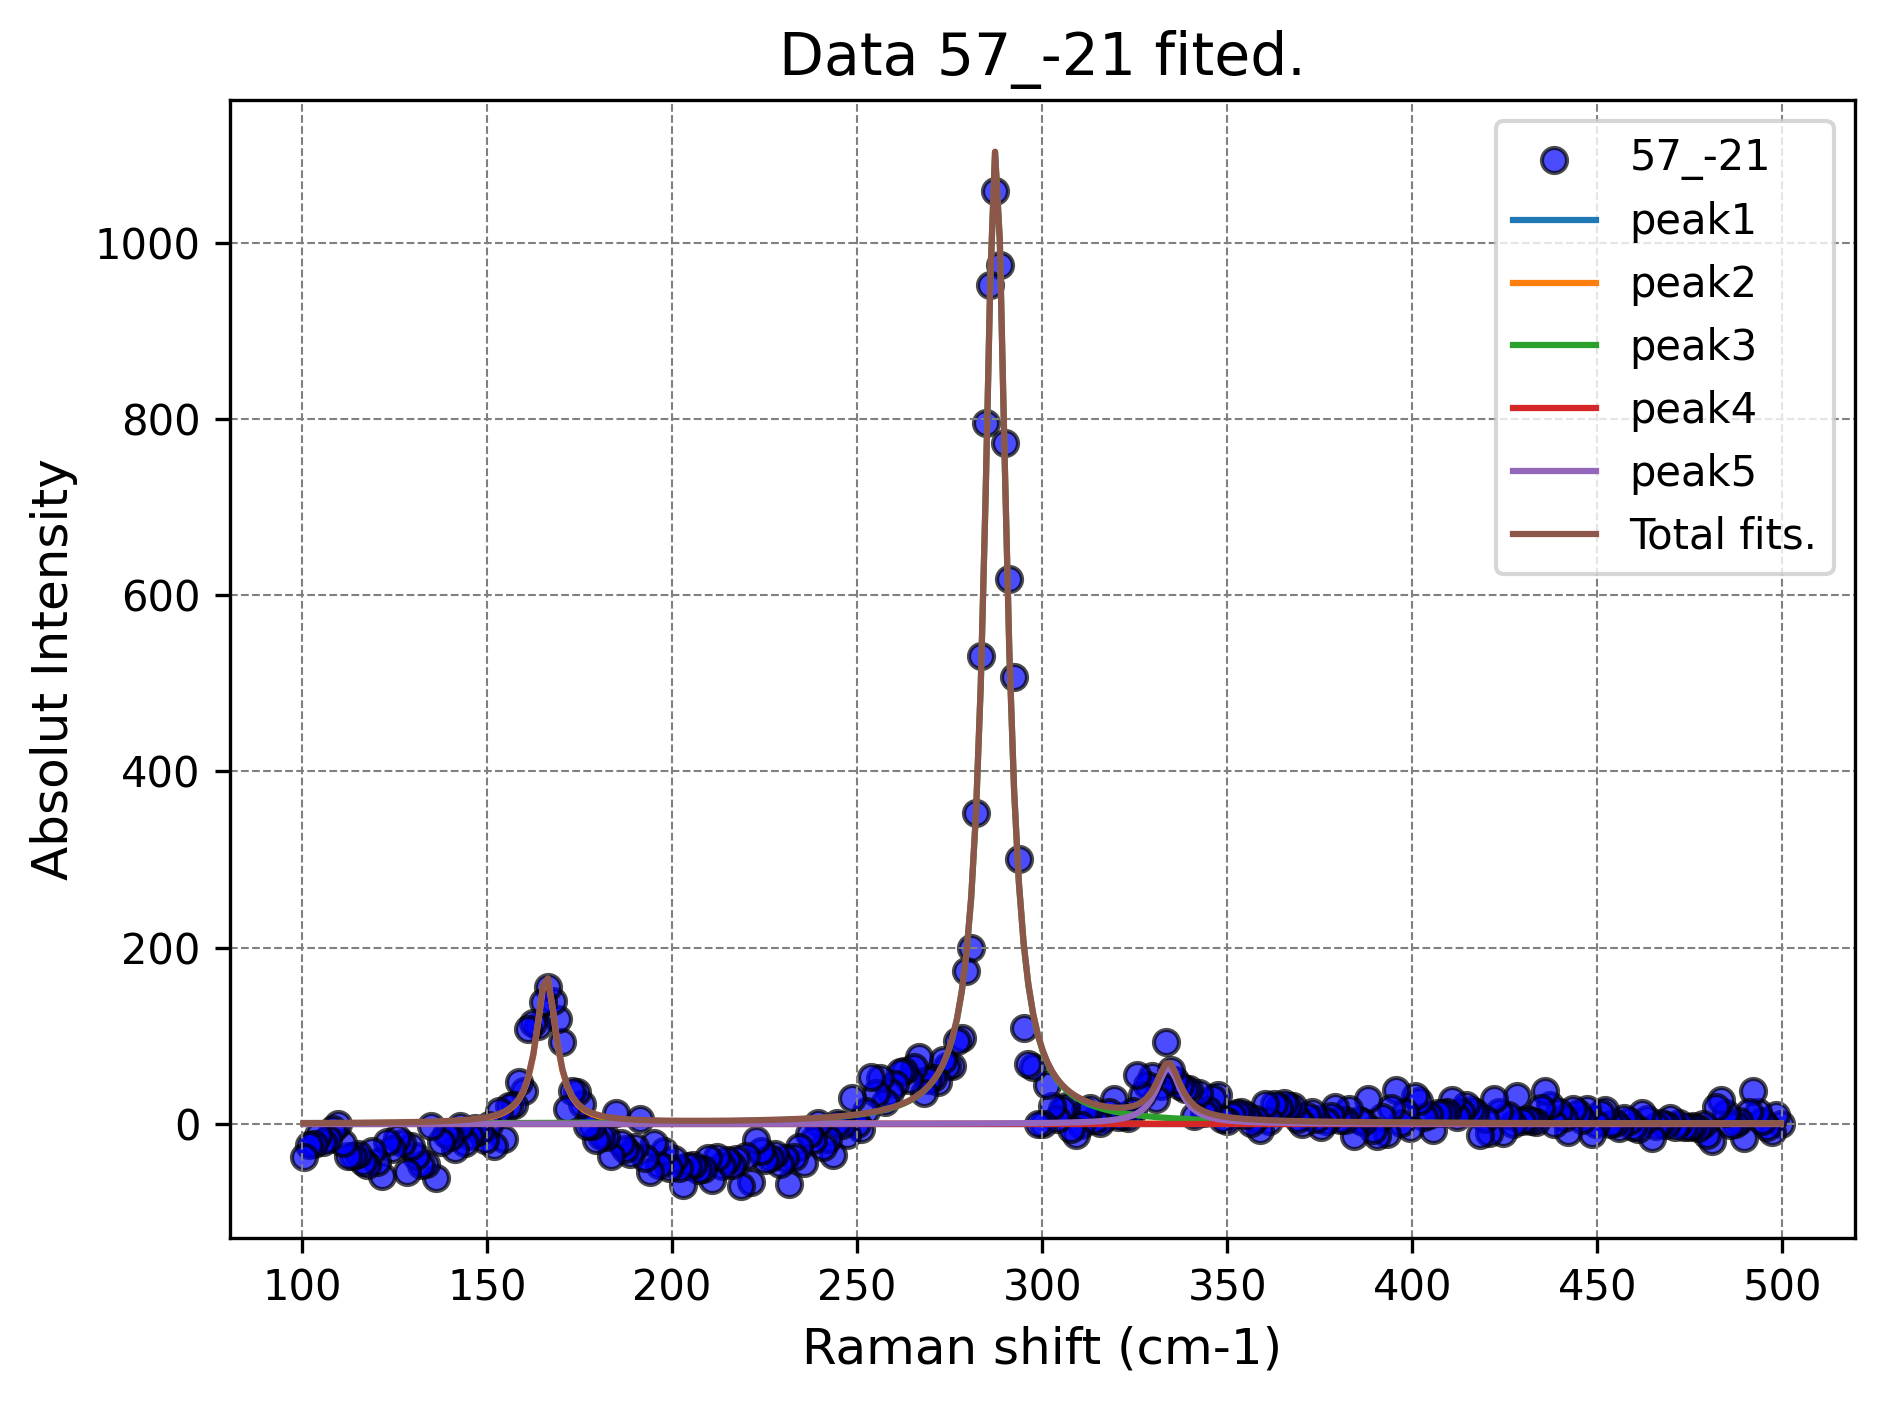 Data 57_-21 fited.
Absolut Intensity
1000
800
600
400
200
0
57_-21
peak1
peak2
peak3
peak4
peak5
Total fits.
100 150 200 250 300 350 400 450 500
Raman shift (cm-1)